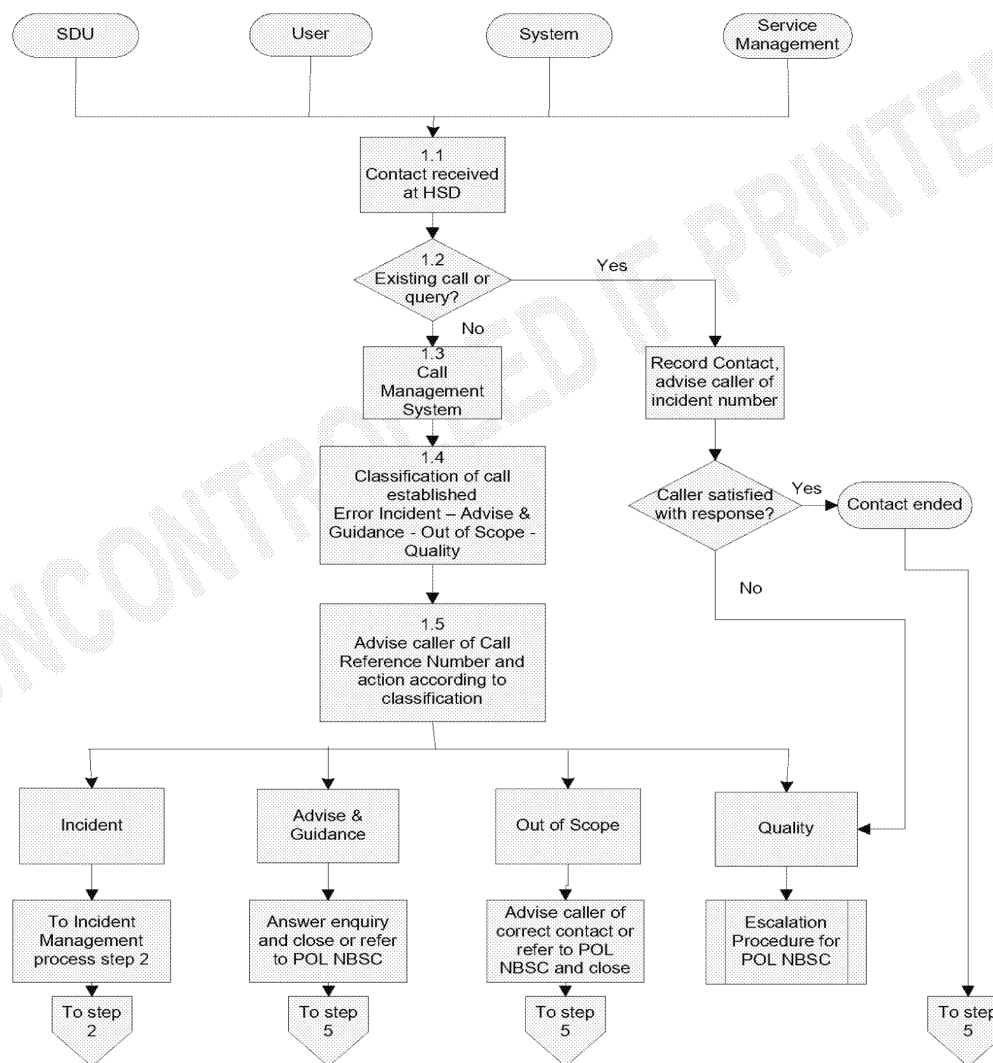 SDU
User
System
Service
Management
1.1
Contact received
at HSD
1.2
Existing call or
query?
Yes
No
1.3
Call
Management
System
Record Contact,
advise caller of
incident number
1.4
Classification of call
established
Error Incident – Advise &
Guidance - Out of Scope -
Quality
Caller satisfied
with response?
Yes
Contact ended
No
1.5
Advise caller of Call
Reference Number and
action according to
classification
Incident
Advise &
Guidance
Out of Scope
Quality
To Incident
Management
process step 2
Answer enquiry
and close or refer
to POL NBSC
Advise caller of
correct contact or
refer to POL
NBSC and close
Escalation
Procedure for
POL NBSC
To step
2
To step
5
To step
5
To step
5
UNCONTROLLED IF PRINTED